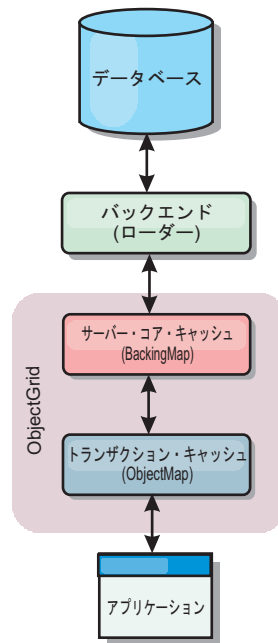 データベース
バックエンド
(ローダー)
サーバー・コア・キャッシュ
(BackingMap)
ObjectGrid
トランザクション・キャッシュ
(ObjectMap)
アプリケーション